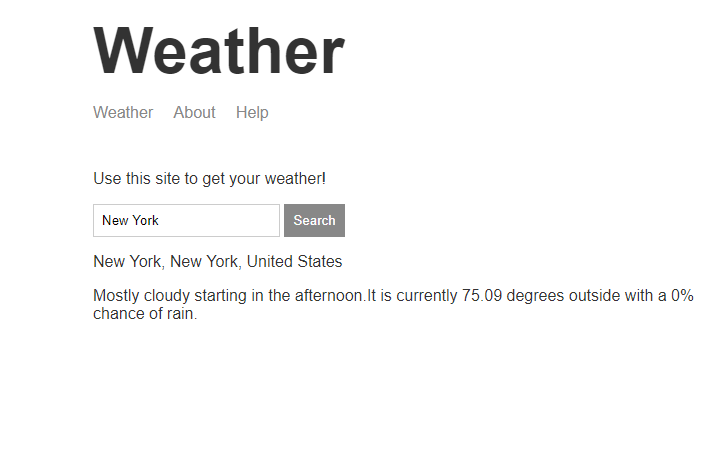 Weather
Weather About Help
Use this site to get your weather!
New York Search
New York, New York, United States
Mostly cloudy starting in the afternoon.It is currently 75.09 degrees outside with a 0%
chance of rain.